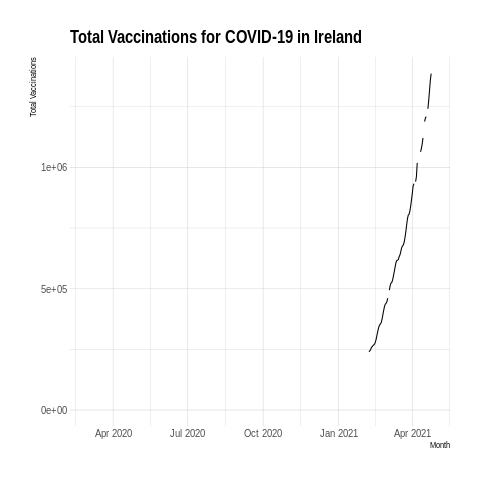 Total Vaccinations for COVID-19 in Ireland
Total Vaccinations
1e+06
5e+05
0e+00
Apr 2020 Jul 2020 Oct 2020 Jan 2021 Apr 2021
Month